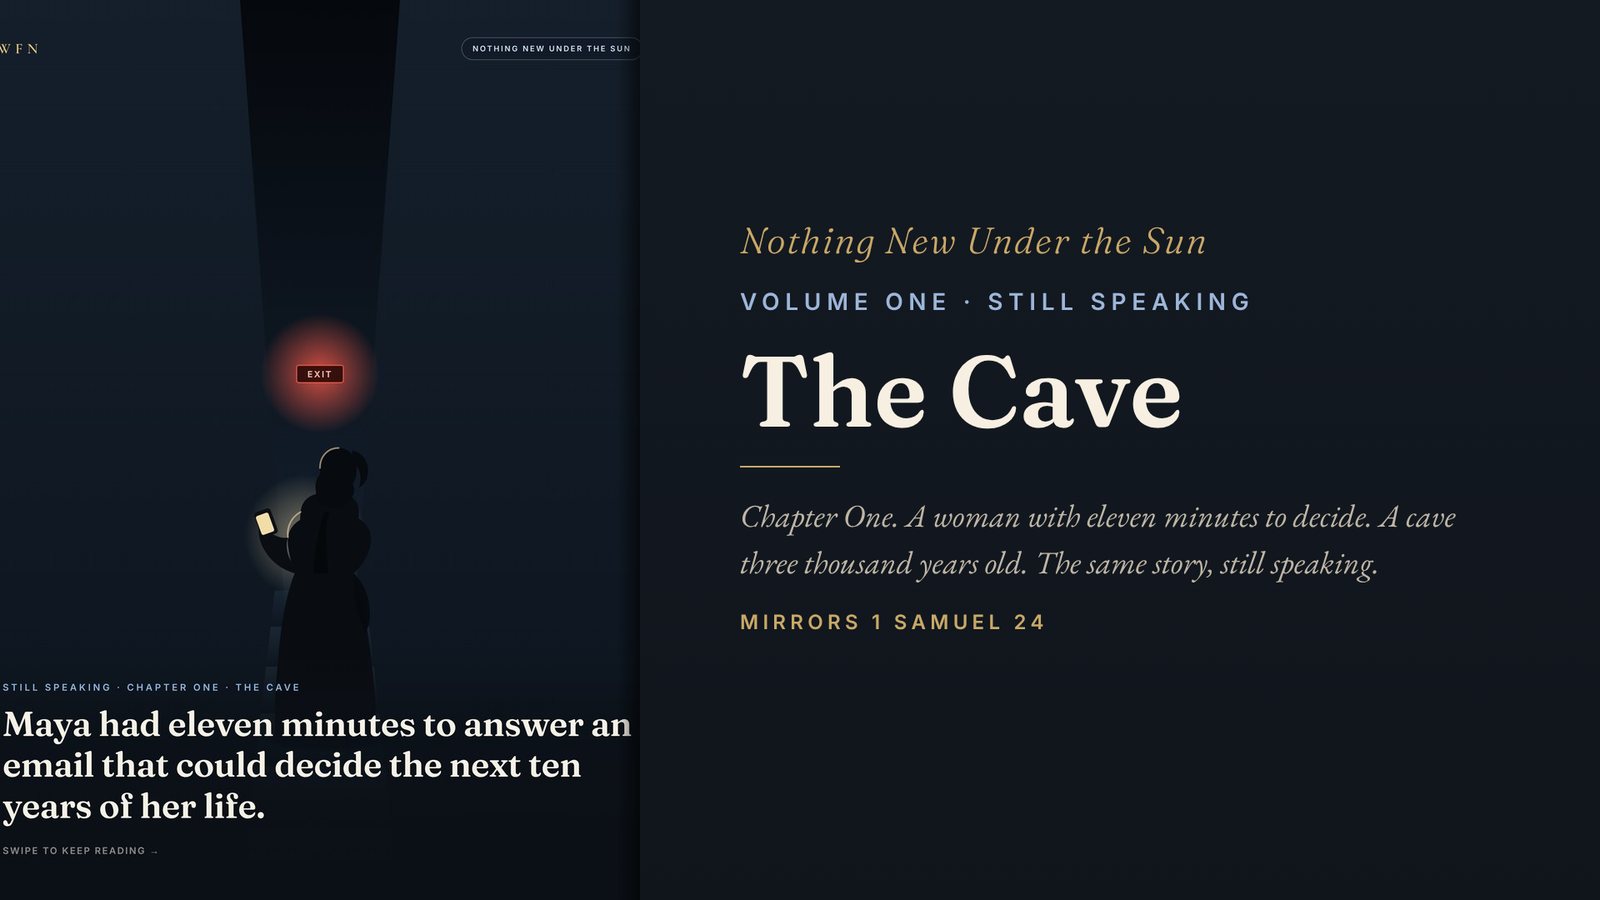 WFN
NOTHING NEW UNDER THE SUN
EXIT
STILL SPEAKING · CHAPTER ONE · THE CAVE
Maya had eleven minutes to answer an
email that could decide the next ten
years of her life.
SWIPE TO KEEP READING →
Nothing New Under the Sun
VOLUME ONE · STILL SPEAKING
The Cave
Chapter One. A woman with eleven minutes to decide. A cave
three thousand years old. The same story, still speaking.
MIRRORS 1 SAMUEL 24